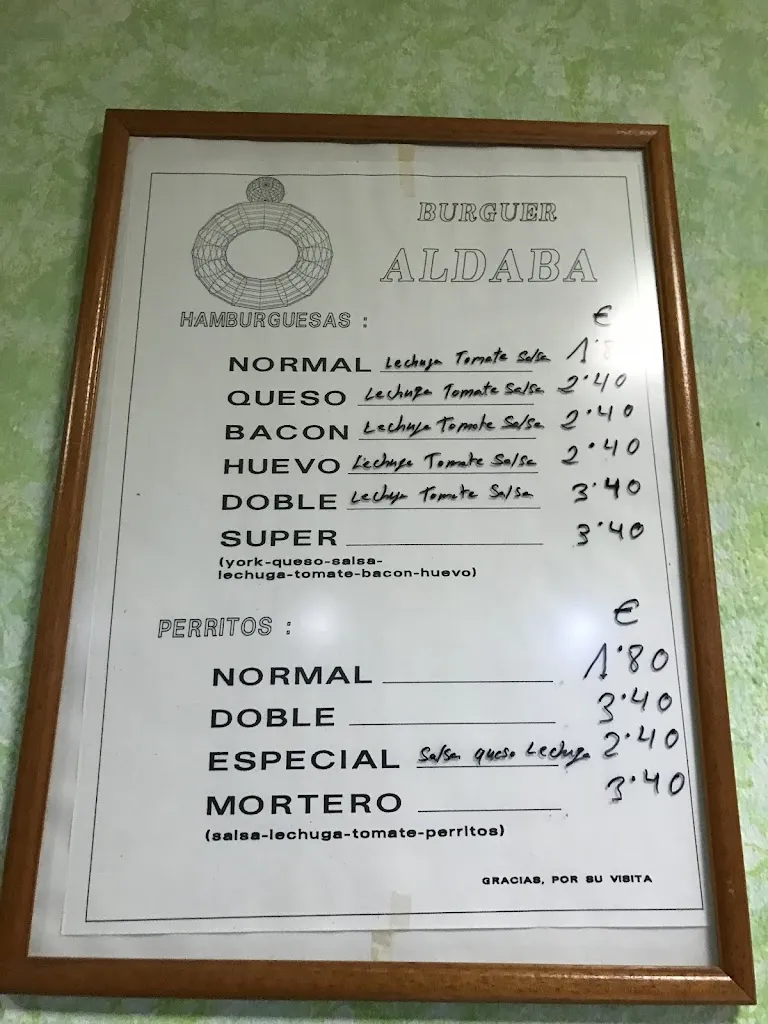 BURGUER
ALDABA
HAMBURGUESAS : €
NORMAL Lechuga Tomate Salsa
QUESO Lechuga Tomate Salsa 2'40
BACON Lechuga Tomate Salsa 2'40
HUEVO Lechuga Tomate Salsa 2'40
DOBLE Lechuga Tomate Salsa 3'40
SUPER 3'40
(york-queso-salsa-
lechuga-tomate-bacon-huevo)
PERRITOS : €
NORMAL 1'80
DOBLE 3'40
ESPECIAL Salsa queso Lechuga 2'40
MORTERO 3'40
(salsa-lechuga-tomate-perritos)
GRACIAS, POR SU VISITA